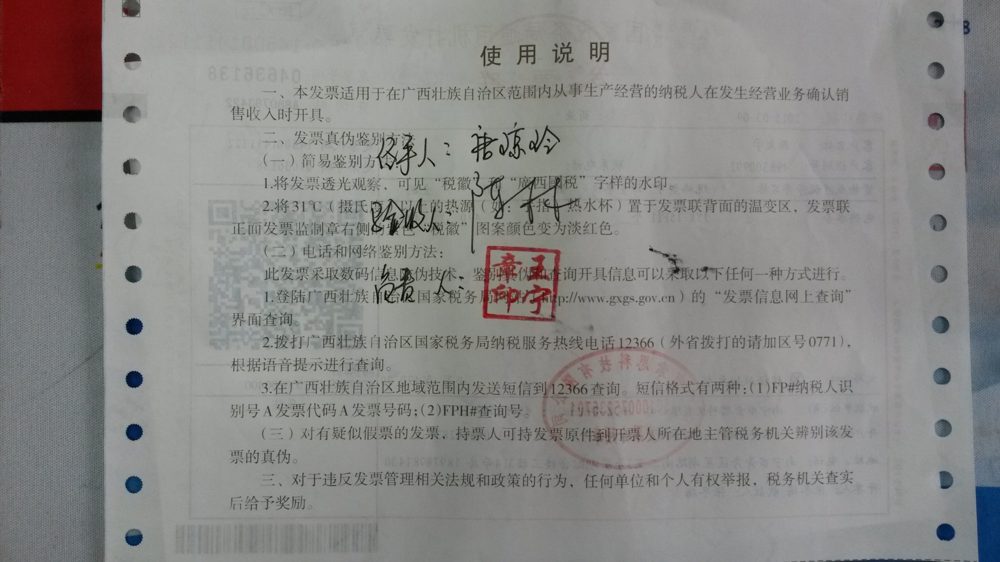 使用说明
一、本发票适用于在广西壮族自治区范围内从事生产经营的纳税人在发生经营业务确认销
售收入时开具。
二、发票真伪鉴别方法
(一)简易鉴别方法:
经手人:
1.将发票透光观察，可见“税徽”和“廣西國税”字样的水印。
2.将31℃(摄氏度)以上的热源(如:手指、热水杯)置于发票联背面的温变区，发票联
验收人:
正面发票监制章右侧的紫色“税徽”图案颜色变为淡红色。
(二)电话和网络鉴别方法:
此发票采取数码信息防伪技术，鉴别真伪和查询开具信息可以采取以下任何一种方式进行。
负责人:
王宁
章印
1.登陆广西壮族自治区国家税务局网站(http://www.gxgs.gov.cn)的“发票信息网上查询”
界面查询。
2.拨打广西壮族自治区国家税务局纳税服务热线电话12366(外省拨打的请加区号0771)，
根据语音提示进行查询。
3.在广西壮族自治区地域范围内发送短信到12366查询。短信格式有两种:(1)FP#纳税人识
别号A发票代码A发票号码;(2)FPH#查询号。
(三)对有疑似假票的发票，持票人可持发票原件到开票人所在地主管税务机关辨别该发
票的真伪。
三、对于违反发票管理相关法规和政策的行为，任何单位和个人有权举报，税务机关查实
后给予奖励。
04636138